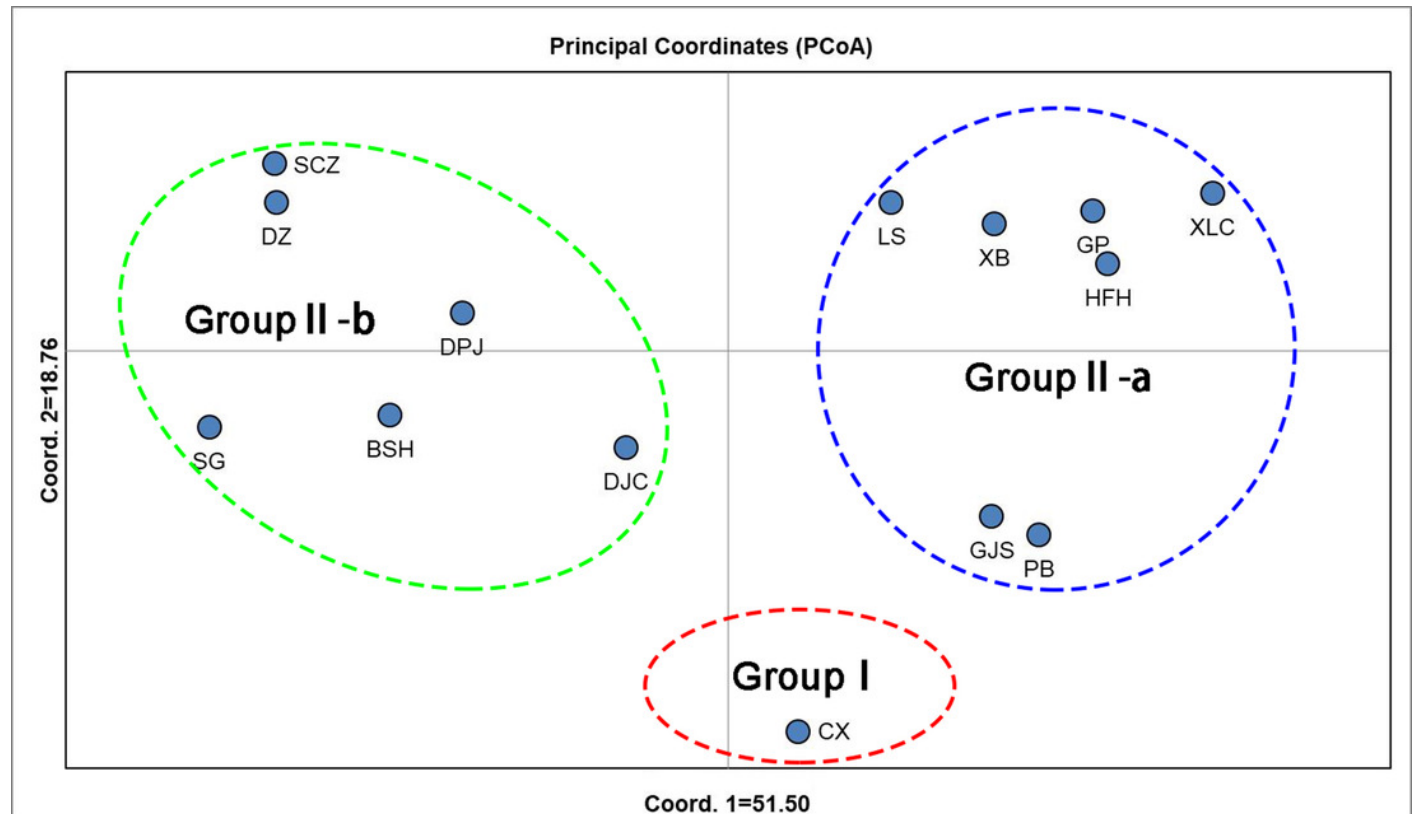 Principal Coordinates (PCoA)
SCZ
DZ
LS
XB
GP
XLC
HFH
Group II -b
DPJ
Group II -a
Coord. 2=18.76
SG
BSH
DJC
GJS
PB
Group I
CX
Coord. 1=51.50